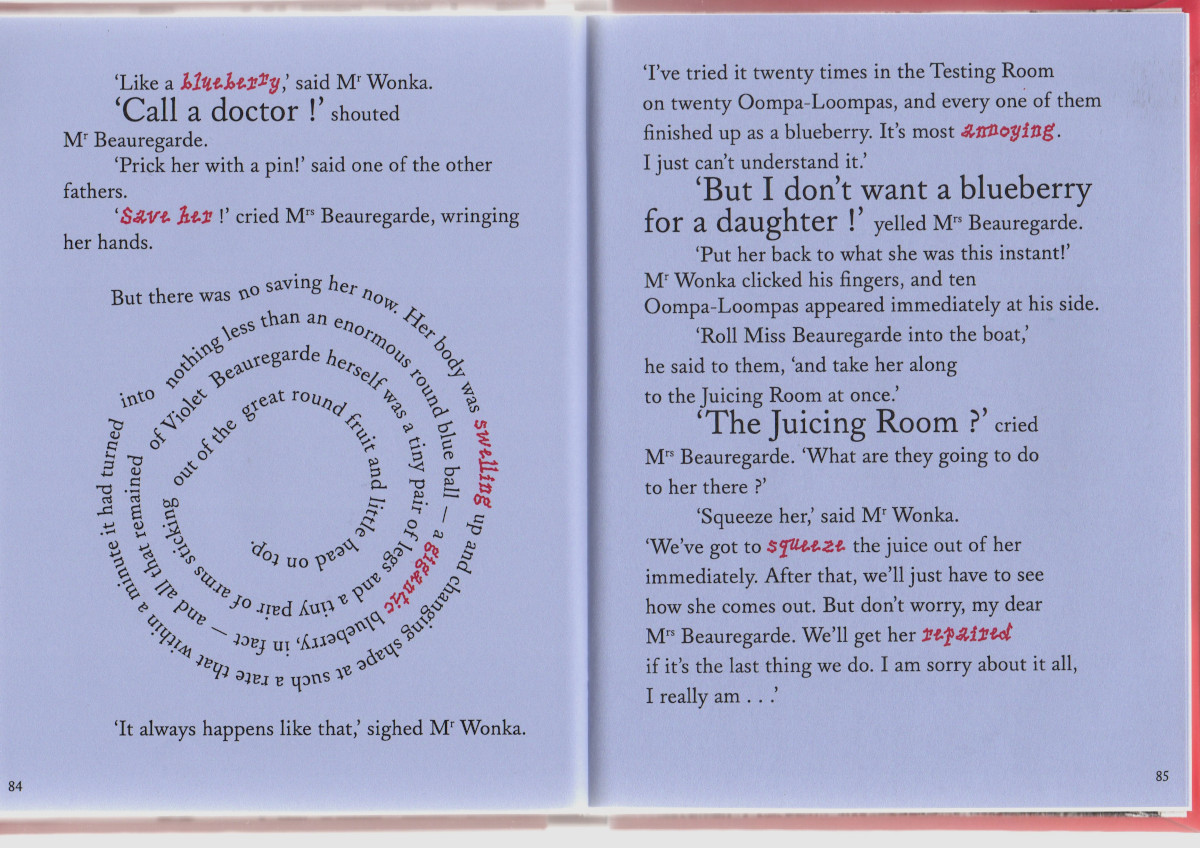 ‘Like a blueberry,’ said Mr Wonka.
‘Call a doctor !’ shouted
Mr Beauregarde.
‘Prick her with a pin!’ said one of the other
fathers.
‘Save her !’ cried Mrs Beauregarde, wringing
her hands.
But there was no saving her now. Her body was swelling up and changing shape at such a rate that within a minute it had turned into nothing less than an enormous round blue ball — a gigantic blueberry, in fact — and all that remained of Violet Beauregarde herself was a tiny pair of legs and a tiny pair of arms sticking out of the great round fruit and little head on top.
‘It always happens like that,’ sighed Mr Wonka.
84
‘I’ve tried it twenty times in the Testing Room
on twenty Oompa-Loompas, and every one of them
finished up as a blueberry. It’s most annoying.
I just can’t understand it.’
‘But I don’t want a blueberry
for a daughter !’ yelled Mrs Beauregarde.
‘Put her back to what she was this instant!’
Mr Wonka clicked his fingers, and ten
Oompa-Loompas appeared immediately at his side.
‘Roll Miss Beauregarde into the boat,’
he said to them, ‘and take her along
to the Juicing Room at once.’
‘The Juicing Room ?’ cried
Mrs Beauregarde. ‘What are they going to do
to her there ?’
‘Squeeze her,’ said Mr Wonka.
‘We’ve got to squeeze the juice out of her
immediately. After that, we’ll just have to see
how she comes out. But don’t worry, my dear
Mrs Beauregarde. We’ll get her repaired
if it’s the last thing we do. I am sorry about it all,
I really am . . .’
85